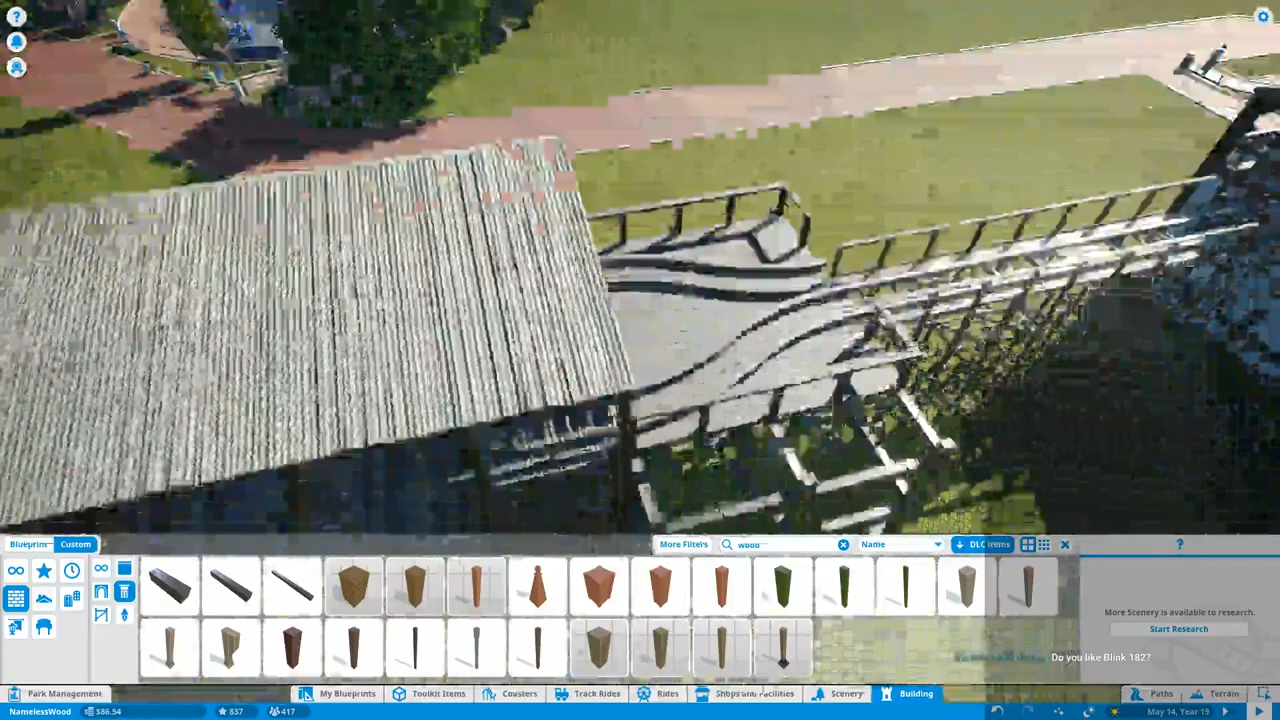 ?
Blueprint Custom
More Filters wood Name DLC Items ?
More Scenery is available to research.
Start Research
Do you like Blink 182?
Park Management My Blueprints Toolkit Items Coasters Track Rides Rides Shops and Facilities Scenery Building Paths Terrain
NamelessWood $86.54 837 417 May 14, Year 19